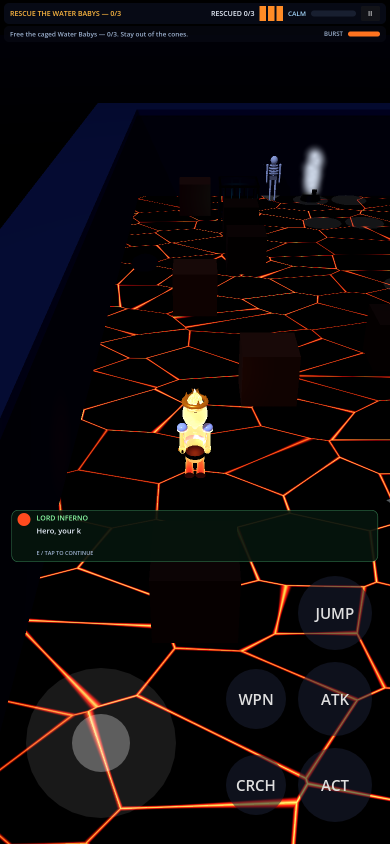 RESCUE THE WATER BABYS — 0/3
RESCUED 0/3
CALM
Free the caged Water Babys — 0/3. Stay out of the cones.
BURST
LORD INFERNO
Hero, your k
E / TAP TO CONTINUE
JUMP
WPN
ATK
CRCH
ACT